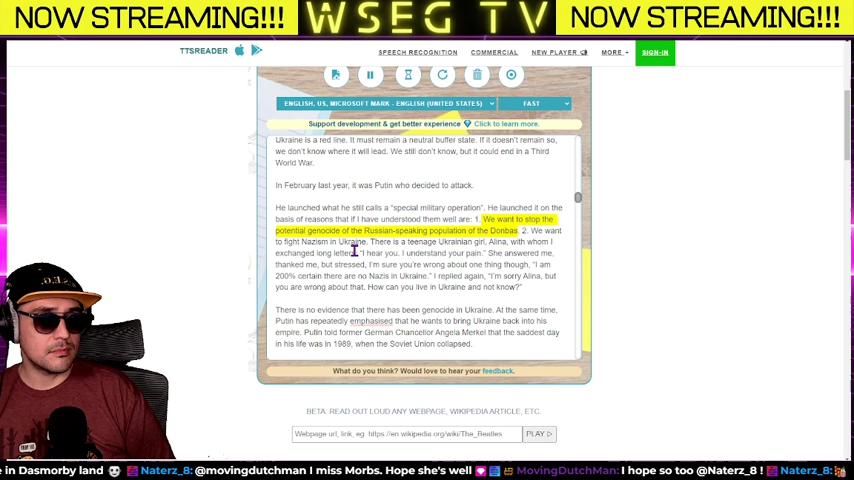 NOW STREAMING!!! WSEG TV NOW STREAMING!!!
TTSREADER SPEECH RECOGNITION COMMERCIAL NEW PLAYER MORE SIGN-IN
ENGLISH, US, MICROSOFT MARK - ENGLISH (UNITED STATES) FAST
Support development & get better experience 💎 Click to learn more.
Ukraine is a red line. It must remain a neutral buffer state. If it doesn't remain so,
we don't know where it will lead. We still don't know, but it could end in a Third
World War.
In February last year, it was Putin who decided to attack.
He launched what he still calls a “special military operation”. He launched it on the
basis of reasons that if I have understood them well are: 1. We want to stop the
potential genocide of the Russian-speaking population of the Donbas. 2. We want
to fight Nazism in Ukraine. There is a teenage Ukrainian girl, Alina, with whom I
exchanged long letters. “I hear you. I understand your pain.” She answered me,
thanked me, but stressed, I'm sure you're wrong about one thing though, “I am
200% certain there are no Nazis in Ukraine.” I replied again, “I'm sorry Alina, but
you are wrong about that. How can you live in Ukraine and not know?”
There is no evidence that there has been genocide in Ukraine. At the same time,
Putin has repeatedly emphasised that he wants to bring Ukraine back into his
empire. Putin told former German Chancellor Angela Merkel that the saddest day
in his life was in 1989, when the Soviet Union collapsed.
What do you think? Would love to hear your feedback.
BETA: READ OUT LOUD ANY WEBPAGE, WIKIPEDIA ARTICLE, ETC.
Webpage url, link, eg: https://en.wikipedia.org/wiki/The_Beatles PLAY ▷
e in Dasmorby land Naterz_8: @movingdutchman I miss Morbs. Hope she's well MovingDutchMan: I hope so too @Naterz_8 ! Naterz_8: